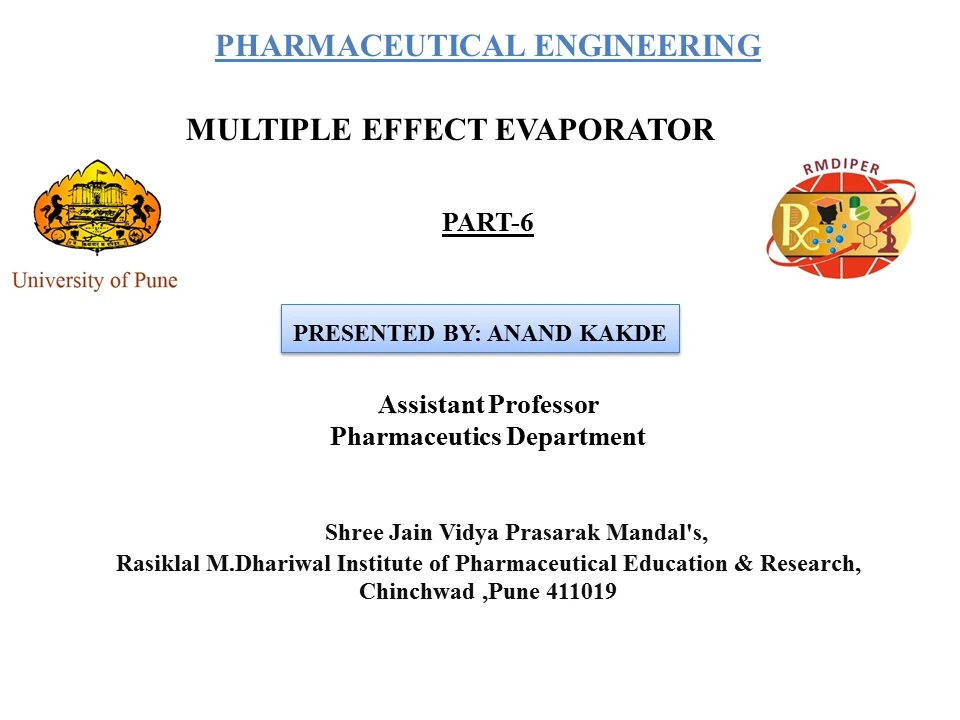 PHARMACEUTICAL ENGINEERING
MULTIPLE EFFECT EVAPORATOR
RMDIPER
PART-6
Rx
University of Pune
PRESENTED BY: ANAND KAKDE
Assistant Professor
Pharmaceutics Department
Shree Jain Vidya Prasarak Mandal's,
Rasiklal M.Dhariwal Institute of Pharmaceutical Education & Research,
Chinchwad ,Pune 411019